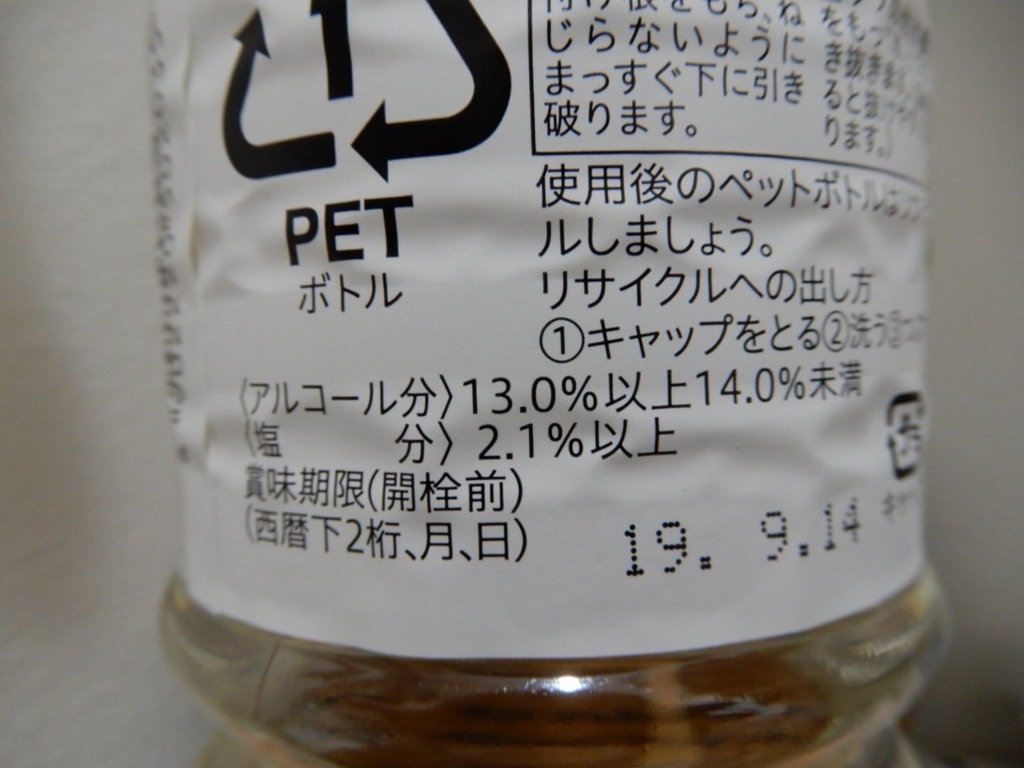 じらないように
まっすぐ下に引き
破ります。
1
PET
ボトル
使用後のペットボトルは
ルしましょう。
リサイクルへの出し方
①キャップをとる②洗う
〈アルコール分〉13.0%以上14.0%未満
〈塩 分〉2.1%以上
賞味期限(開栓前)
(西暦下2桁、月、日)
19. 9.14